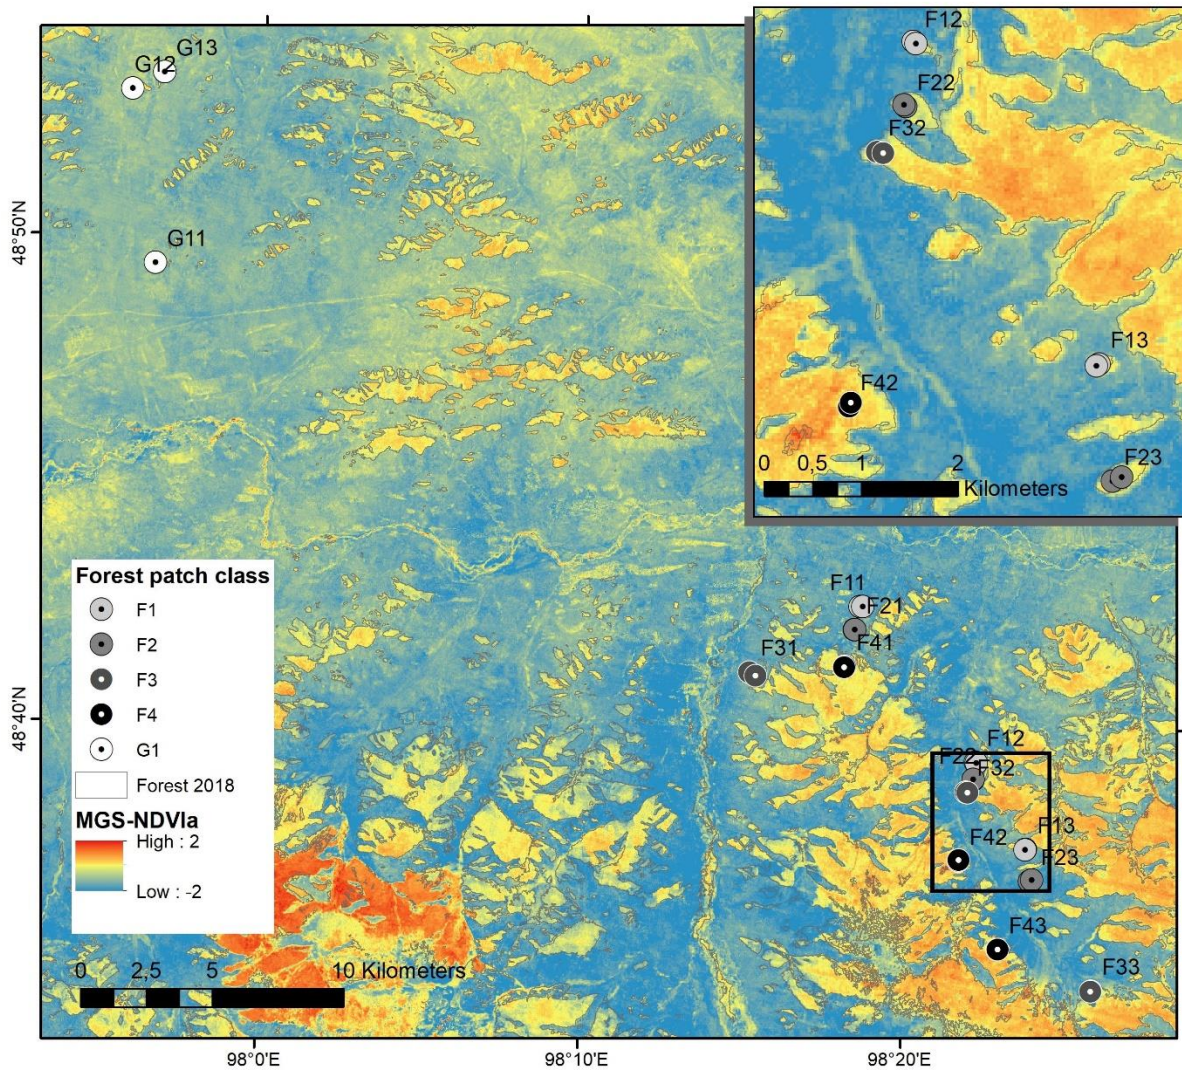 G13
G12
G11
48°50'N
48°40'N
F12
F22
F32
F13
F42
F23
0 0,5 1 2
Kilometers
Forest patch class
F1
F2
F3
F4
G1
Forest 2018
MGS-NDVIa
High : 2
Low : -2
F11
F21
F31
F41
F12
F22
F32
F42
F13
F23
F43
F33
0 2,5 5 10 Kilometers
98°0'E
98°10'E
98°20'E